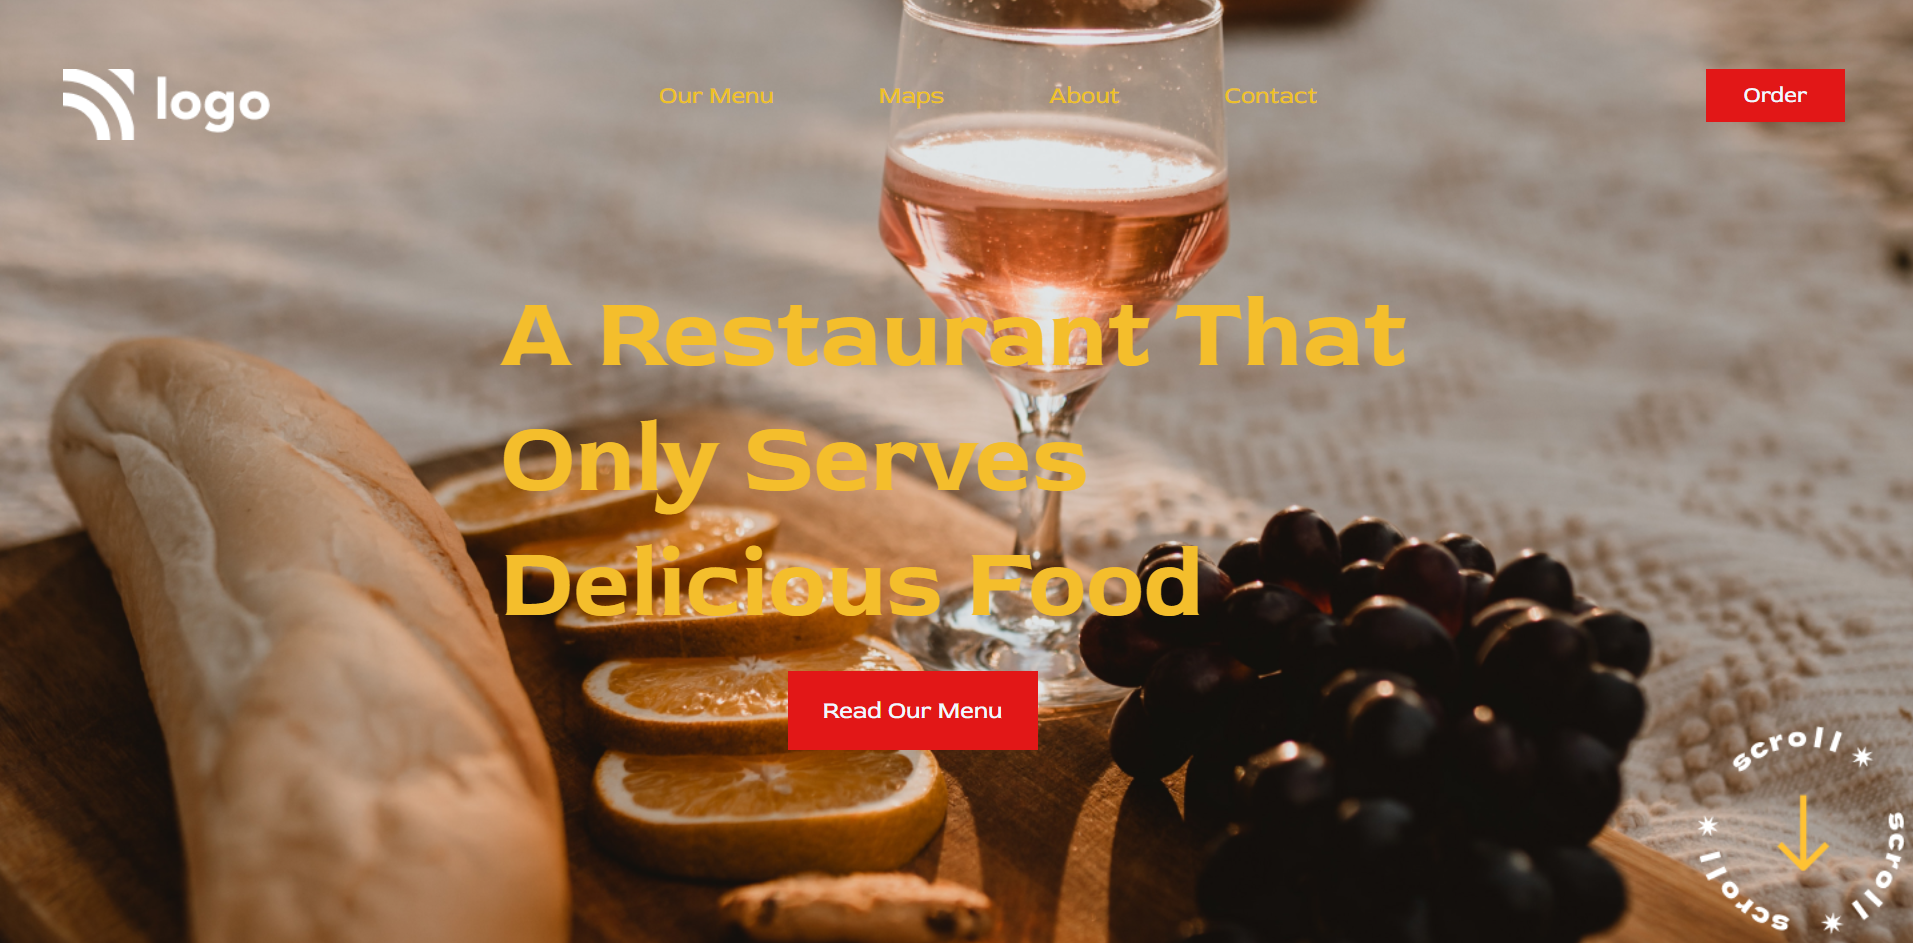 logo
Our Menu
Maps
About
Contact
Order
A Restaurant That
Only Serves
Delicious Food
Read Our Menu
scroll
scroll
scroll